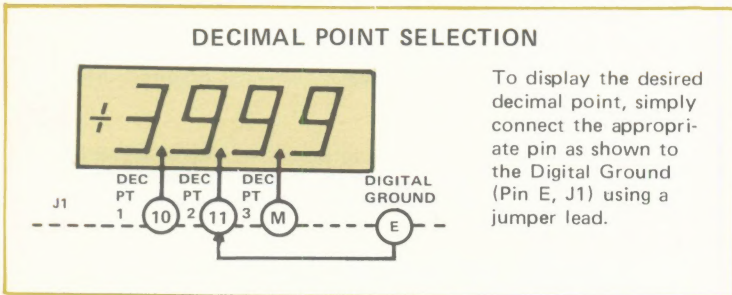 DECIMAL POINT SELECTION
÷3999
DEC DEC DEC DIGITAL
PT PT PT GROUND
J1
1 10 2 11 3 M E
To display the desired
decimal point, simply
connect the appropri-
ate pin as shown to
the Digital Ground
(Pin E, J1) using a
jumper lead.